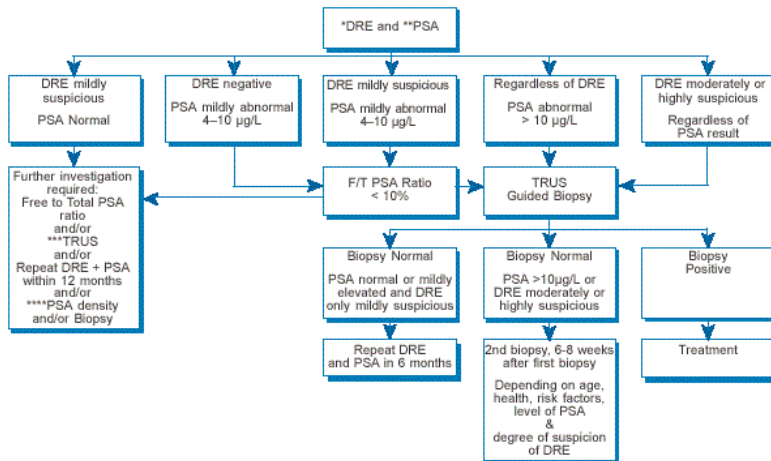 *DRE and **PSA
DRE mildly
suspicious
PSA Normal
DRE negative
PSA mildly abnormal
4–10 µg/L
DRE mildly suspicious
PSA mildly abnormal
4–10 µg/L
Regardless of DRE
PSA abnormal
> 10 µg/L
DRE moderately or
highly suspicious
Regardless of
PSA result
Further investigation
required:
Free to Total PSA
ratio
and/or
***TRUS
and/or
Repeat DRE + PSA
within 12 months
and/or
****PSA density
and/or Biopsy
F/T PSA Ratio
< 10%
TRUS
Guided Biopsy
Biopsy Normal
PSA normal or mildly
elevated and DRE
only mildly suspicious
Biopsy Normal
PSA >10µg/L or
DRE moderately or
highly suspicious
Biopsy
Positive
Repeat DRE
and PSA in 6 months
2nd biopsy, 6-8 weeks
after first biopsy
Depending on age,
health, risk factors,
level of PSA
&
degree of suspicion
of DRE
Treatment